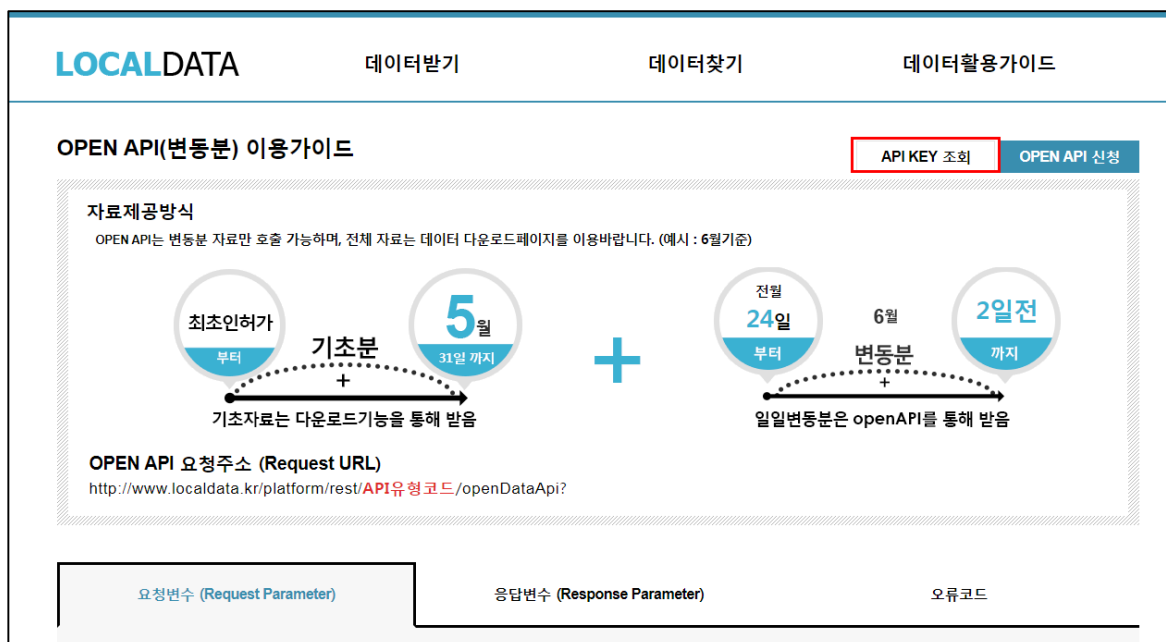 LOCALDATA 데이터받기 데이터찾기 데이터활용가이드
OPEN API(변동분) 이용가이드
API KEY 조회 OPEN API 신청
자료제공방식
OPEN API는 변동분 자료만 호출 가능하며, 전체 자료는 데이터 다운로드페이지를 이용바랍니다. (예시 : 6월기준)
최초인허가
부터
기초분
+
5월
31일 까지
기초자료는 다운로드기능을 통해 받음
+
전월
24일
부터
6월
변동분
+
2일전
까지
일일변동분은 openAPI를 통해 받음
OPEN API 요청주소 (Request URL)
http://www.localdata.kr/platform/rest/API유형코드/openDataApi?
요청변수 (Request Parameter) 응답변수 (Response Parameter) 오류코드